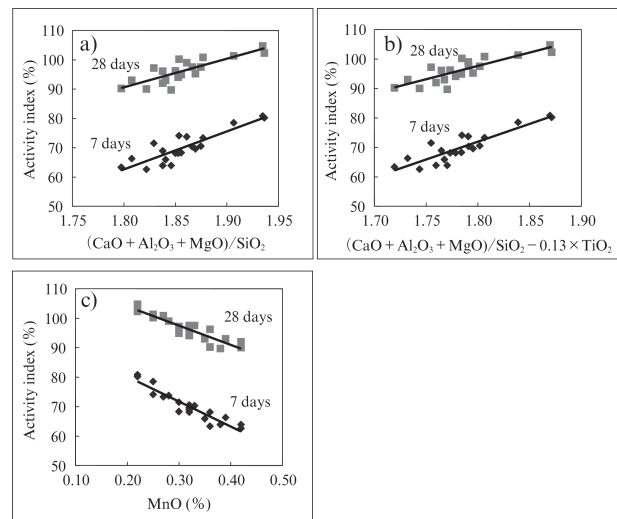 a)
Activity index (%)
110
100
90
80
70
60
50
28 days
7 days
1.75 1.80 1.85 1.90 1.95
(CaO + Al₂O₃ + MgO)/SiO₂
b)
Activity index (%)
110
100
90
80
70
60
50
28 days
7 days
1.70 1.75 1.80 1.85 1.90
(CaO + Al₂O₃ + MgO)/SiO₂ − 0.13 × TiO₂
c)
Activity index (%)
110
100
90
80
70
60
50
28 days
7 days
0.10 0.20 0.30 0.40 0.50
MnO (%)